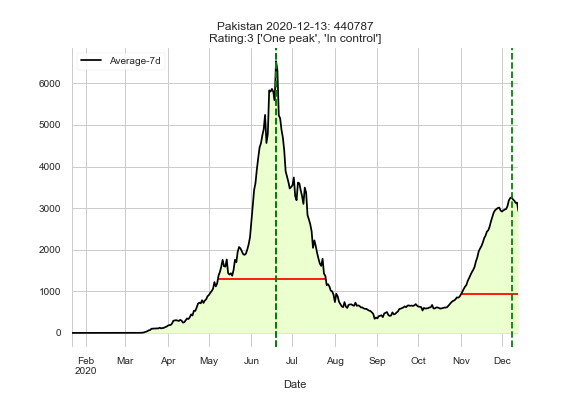 Pakistan 2020-12-13: 440787
Rating:3 ['One peak', 'In control']
Average-7d
6000
5000
4000
3000
2000
1000
0
Feb Mar Apr May Jun Jul Aug Sep Oct Nov Dec
2020
Date